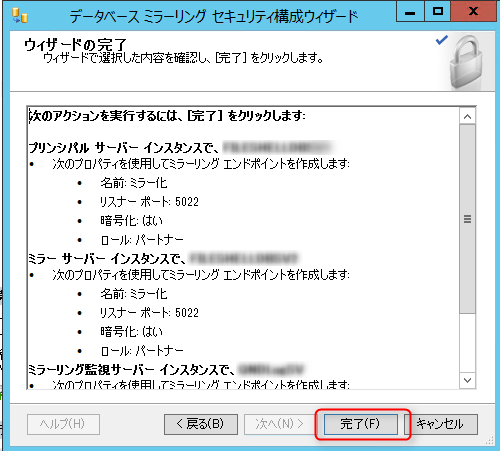 データベース ミラーリング セキュリティ構成ウィザード
ウィザードの完了
ウィザードで選択した内容を確認し、[完了] をクリックします。
次のアクションを実行するには、[完了] をクリックします:
プリンシパル サーバー インスタンスで、
• 次のプロパティを使用してミラーリング エンドポイントを作成します:
• 名前: ミラー化
• リスナー ポート: 5022
• 暗号化: はい
• ロール: パートナー
ミラー サーバー インスタンスで、
• 次のプロパティを使用してミラーリング エンドポイントを作成します:
• 名前: ミラー化
• リスナー ポート: 5022
• 暗号化: はい
• ロール: パートナー
ミラーリング監視サーバー インスタンスで、
• 次のプロパティを使用してミラーリング エンドポイントを作成します:
ヘルプ(H) < 戻る(B) 次へ(N) > 完了(F) キャンセル